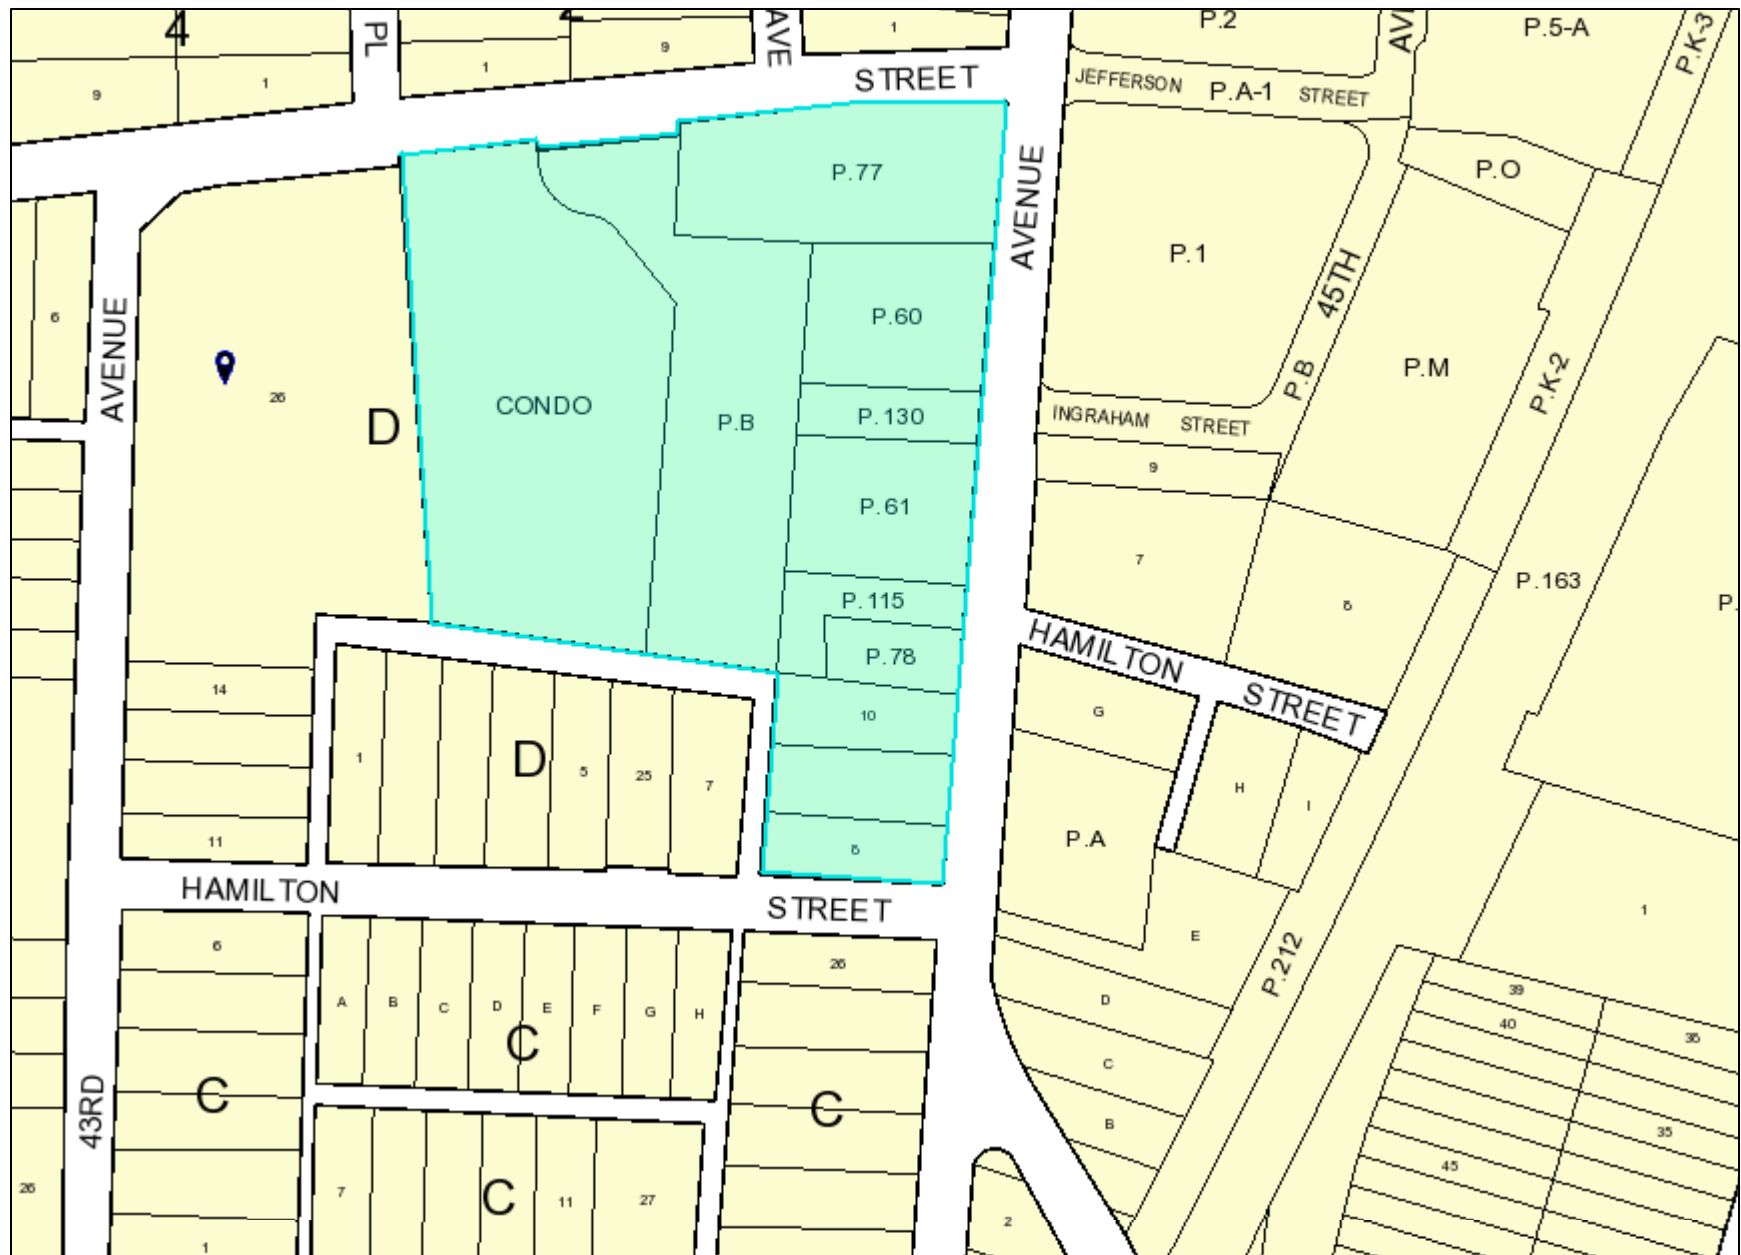 4
PL
AVE
1
P.2
AVE
P.5-A
P.K-3
9
1
1
9
STREET
JEFFERSON
P.A-1
STREET
P.77
P.O
AVENUE
P.1
45TH
6
AVENUE
26
D
CONDO
P.B
P.60
P.130
P.B
P.M
P.K-2
INGRAHAM
STREET
9
P.61
7
P.163
P.115
P.
HAMILTON
P.78
14
STREET
10
G
D
1
5
25
7
H
I
P.A
11
8
HAMILTON
STREET
1
6
26
E
P.212
A
B
C
D
E
F
G
H
C
39
D
40
36
C
43RD
C
C
B
35
45
26
7
C
11
27
2
1